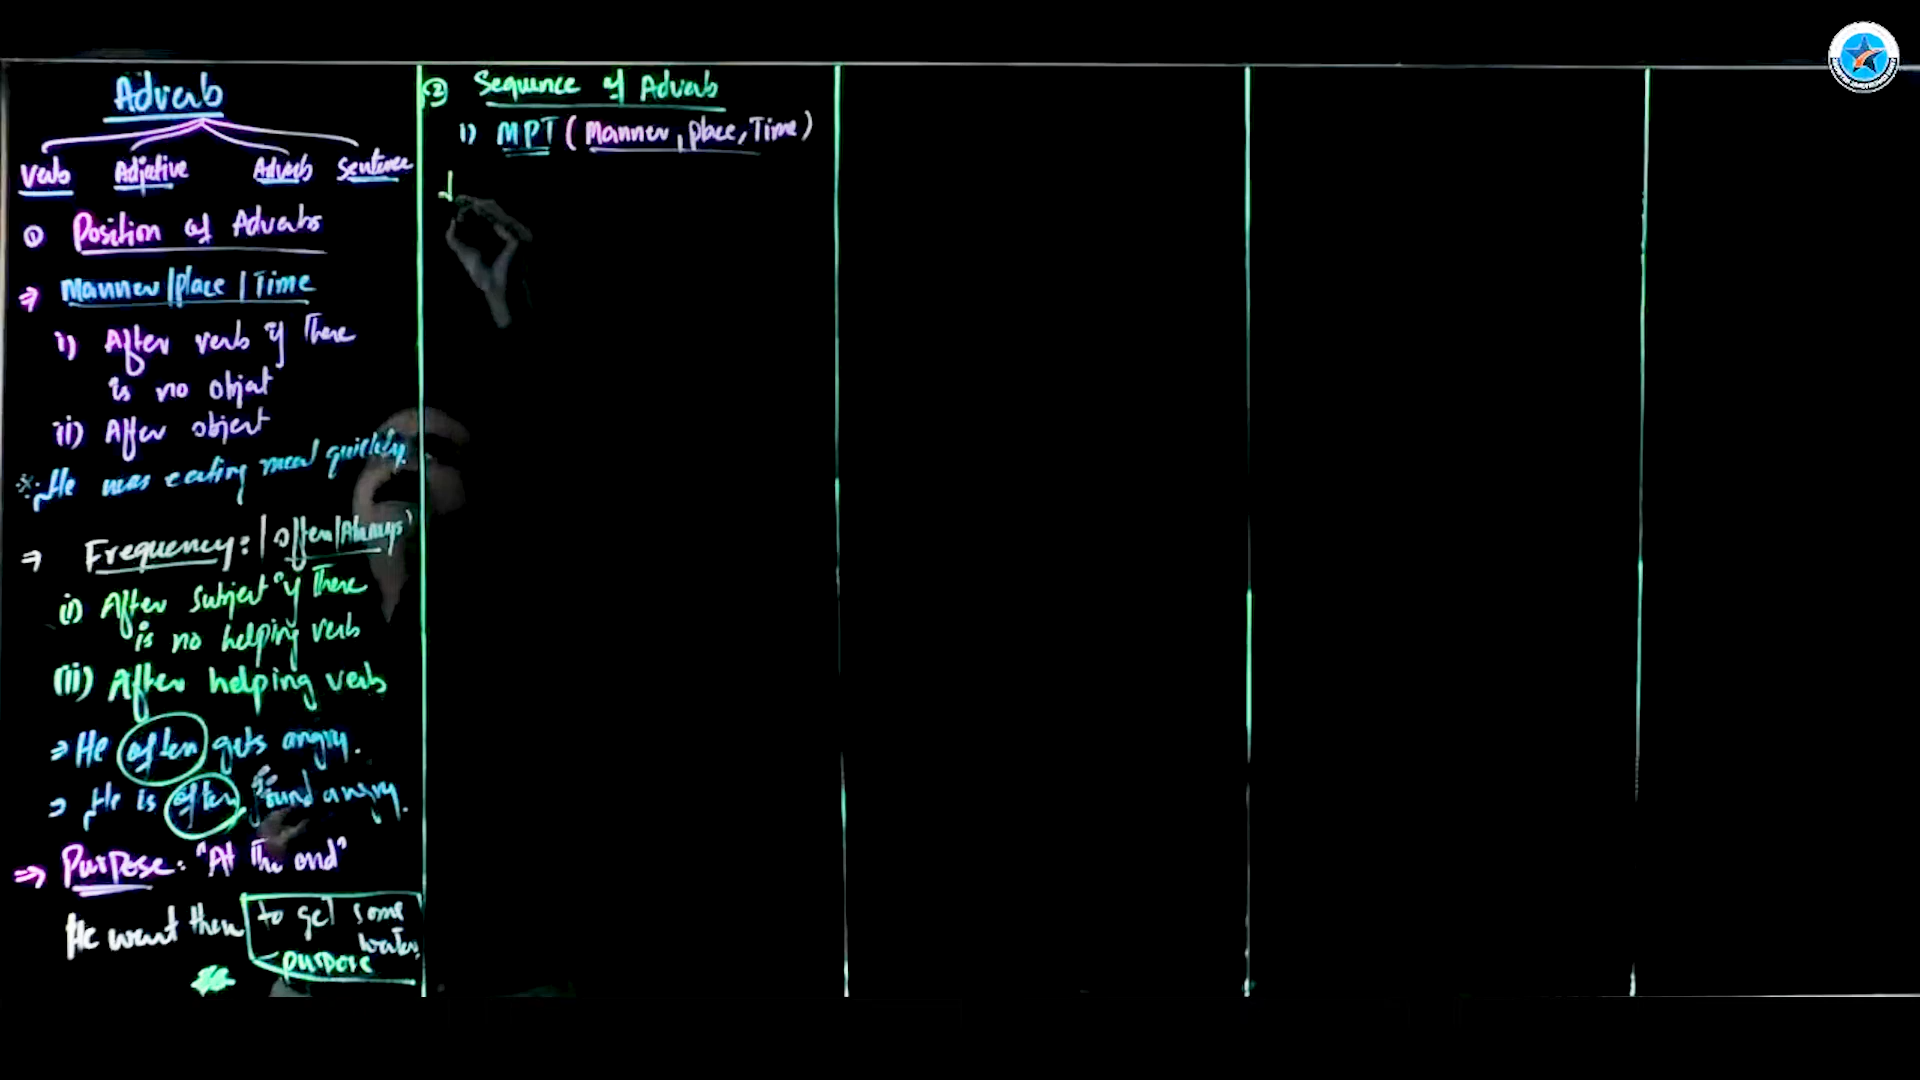 Adverb
Verb Adjective Adverb Sentence
① Position of Adverbs
⇒ Manner/Place/Time
i) After verb if there
is no object
ii) After object
He was eating meal quickly.
⇒ Frequency: (Often/Always)
(i) After subject if there
is no helping verb
(ii) After helping verb
⇒ He often gets angry.
⇒ He is often found angry.
⇒ Purpose: "At the end"
He went there to get some
water
purpose
② Sequence of Adverb
i) MPT (Manner, Place, Time)